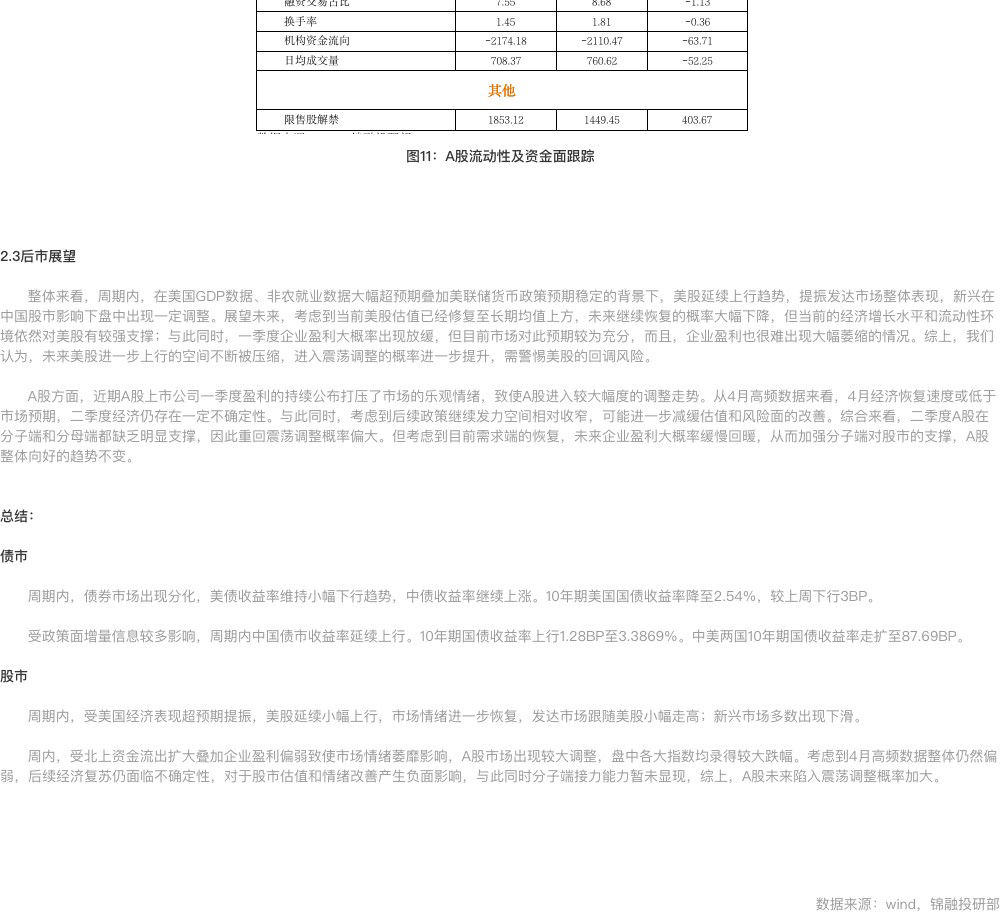 融资交易占比 7.55 8.68 -1.13
换手率 1.45 1.81 -0.36
机构资金流向 -2174.18 -2110.47 -63.71
日均成交量 708.37 760.62 -52.25
其他
限售股解禁 1853.12 1449.45 403.67
图11：A股流动性及资金面跟踪
2.3后市展望
整体来看，周期内，在美国GDP数据、非农就业数据大幅超预期叠加美联储货币政策预期稳定的背景下，美股延续上行趋势，提振发达市场整体表现，新兴在
中国股市影响下盘中出现一定调整。展望未来，考虑到当前美股估值已经修复至长期均值上方，未来继续恢复的概率大幅下降，但当前的经济增长水平和流动性环
境依然对美股有较强支撑；与此同时，一季度企业盈利大概率出现放缓，但目前市场对此预期较为充分，而且，企业盈利也很难出现大幅萎缩的情况。综上，我们
认为，未来美股进一步上行的空间不断被压缩，进入震荡调整的概率进一步提升，需警惕美股的回调风险。
A股方面，近期A股上市公司一季度盈利的持续公布打压了市场的乐观情绪，致使A股进入较大幅度的调整走势。从4月高频数据来看，4月经济恢复速度或低于
市场预期，二季度经济仍存在一定不确定性。与此同时，考虑到后续政策继续发力空间相对收窄，可能进一步减缓估值和风险面的改善。综合来看，二季度A股在
分子端和分母端都缺乏明显支撑，因此重回震荡调整概率偏大。但考虑到目前需求端的恢复，未来企业盈利大概率缓慢回暖，从而加强分子端对股市的支撑，A股
整体向好的趋势不变。
总结：
债市
周期内，债券市场出现分化，美债收益率维持小幅下行趋势，中债收益率继续上涨。10年期美国国债收益率降至2.54%，较上周下行3BP。
受政策面增量信息较多影响，周期内中国债市收益率延续上行。10年期国债收益率上行1.28BP至3.3869%。中美两国10年期国债收益率走扩至87.69BP。
股市
周期内，受美国经济表现超预期提振，美股延续小幅上行，市场情绪进一步恢复，发达市场跟随美股小幅走高；新兴市场多数出现下滑。
周内，受北上资金流出扩大叠加企业盈利偏弱致使市场情绪萎靡影响，A股市场出现较大调整，盘中各大指数均录得较大跌幅。考虑到4月高频数据整体仍然偏
弱，后续经济复苏仍面临不确定性，对于股市估值和情绪改善产生负面影响，与此同时分子端接力能力暂未显现，综上，A股未来陷入震荡调整概率加大。
数据来源：wind，锦融投研部